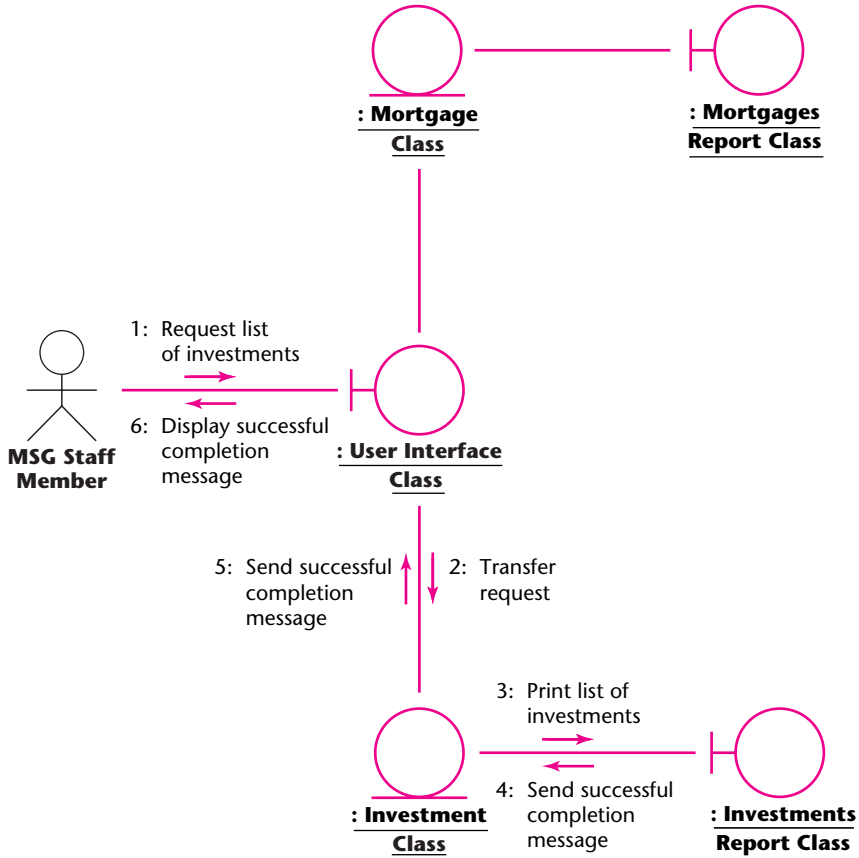 : Mortgage
Class
: Mortgages
Report Class
1: Request list
of investments
6: Display successful
completion
message
MSG Staff
Member
: User Interface
Class
5: Send successful
completion
message
2: Transfer
request
3: Print list of
investments
4: Send successful
completion
message
: Investment
Class
: Investments
Report Class